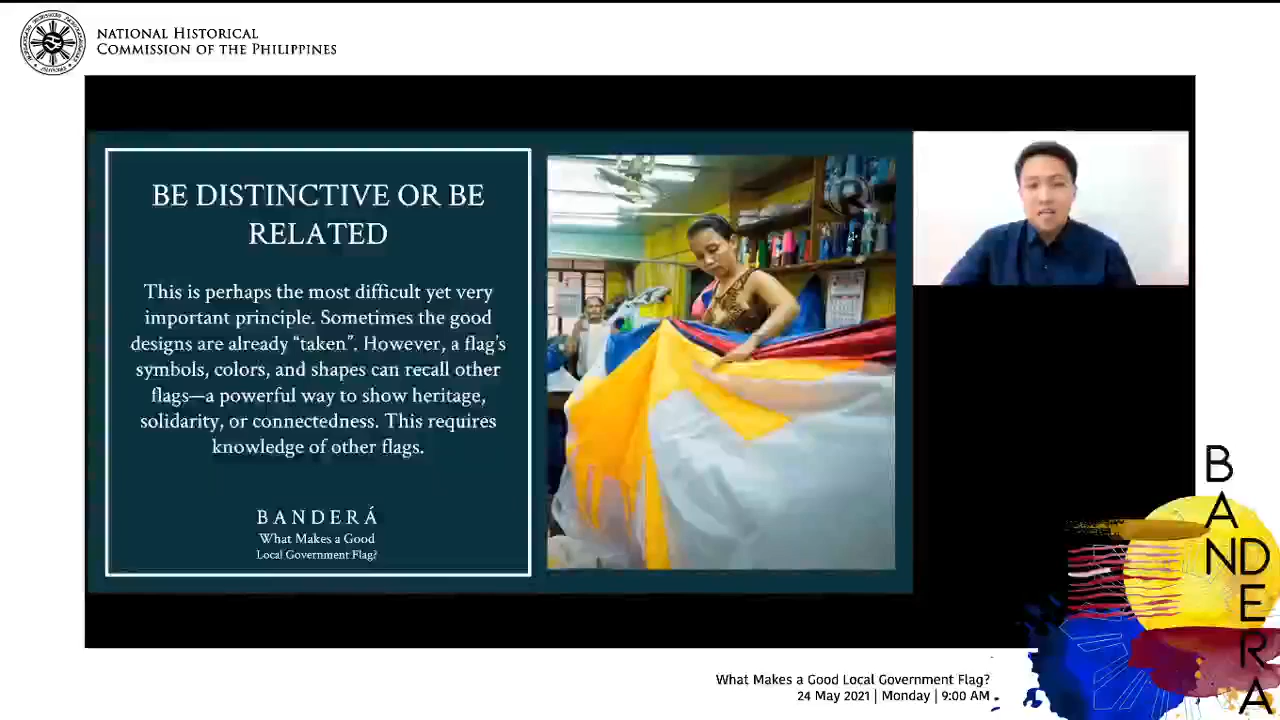 NATIONAL HISTORICAL
COMMISSION OF THE PHILIPPINES
BE DISTINCTIVE OR BE
RELATED
This is perhaps the most difficult yet very
important principle. Sometimes the good
designs are already “taken”. However, a flag’s
symbols, colors, and shapes can recall other
flags—a powerful way to show heritage,
solidarity, or connectedness. This requires
knowledge of other flags.
BANDERÁ
What Makes a Good
Local Government Flag?
BANDERA
What Makes a Good Local Government Flag?
24 May 2021 | Monday | 9:00 AM